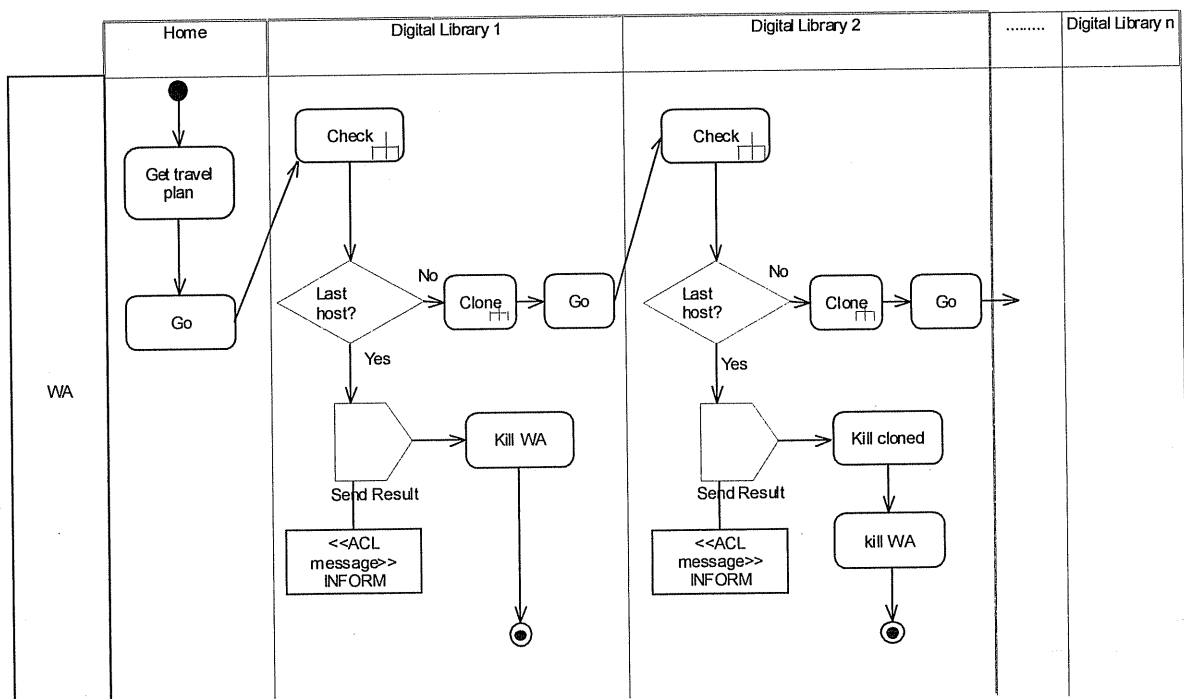 Home
Digital Library 1
Digital Library 2
.........
Digital Library n
WA
Get travel
plan
Go
Check
Last
host?
No
Clone
Go
Yes
Send Result
Kill WA
<<ACL
message>>
INFORM
Check
Last
host?
No
Clone
Go
Yes
Send Result
Kill cloned
kill WA
<<ACL
message>>
INFORM